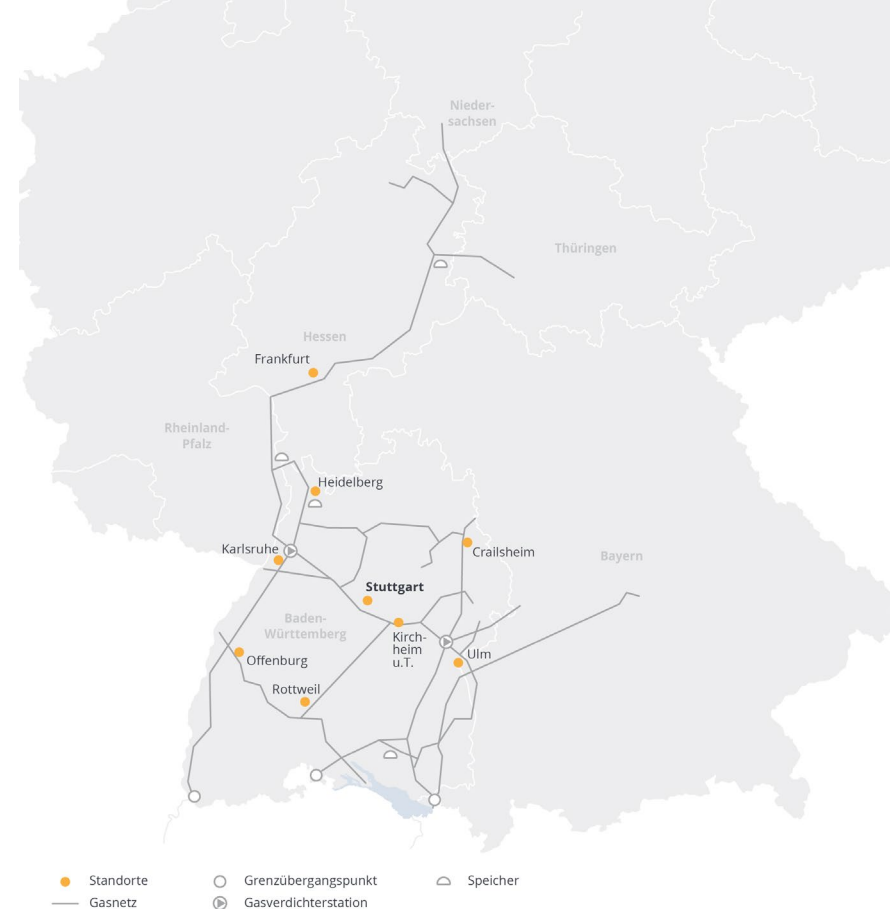 Nieder-
sachsen
Thüringen
Hessen
Frankfurt
Rheinland-
Pfalz
Heidelberg
Karlsruhe
Crailsheim
Bayern
Stuttgart
Baden-
Württemberg
Kirch-
heim
u.T.
Ulm
Offenburg
Rottweil
Standorte
Grenzübergangspunkt
Speicher
Gasnetz
Gasverdichterstation